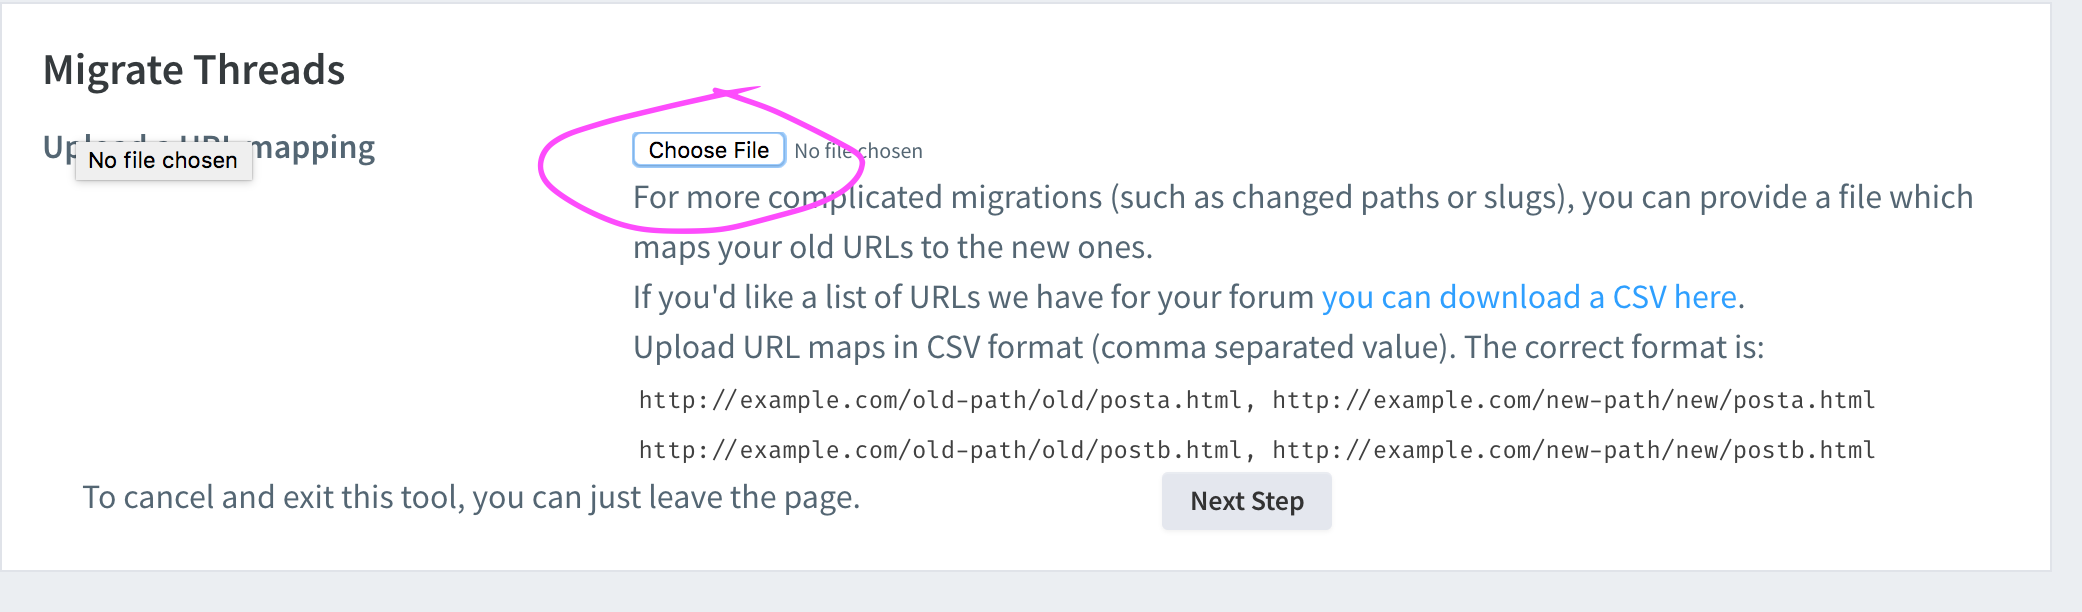 Migrate Threads
Upload a URL mapping
No file chosen
Choose File No file chosen
For more complicated migrations (such as changed paths or slugs), you can provide a file which
maps your old URLs to the new ones.
If you'd like a list of URLs we have for your forum you can download a CSV here.
Upload URL maps in CSV format (comma separated value). The correct format is:
http://example.com/old-path/old/posta.html, http://example.com/new-path/new/posta.html
http://example.com/old-path/old/postb.html, http://example.com/new-path/new/postb.html
To cancel and exit this tool, you can just leave the page.
Next Step